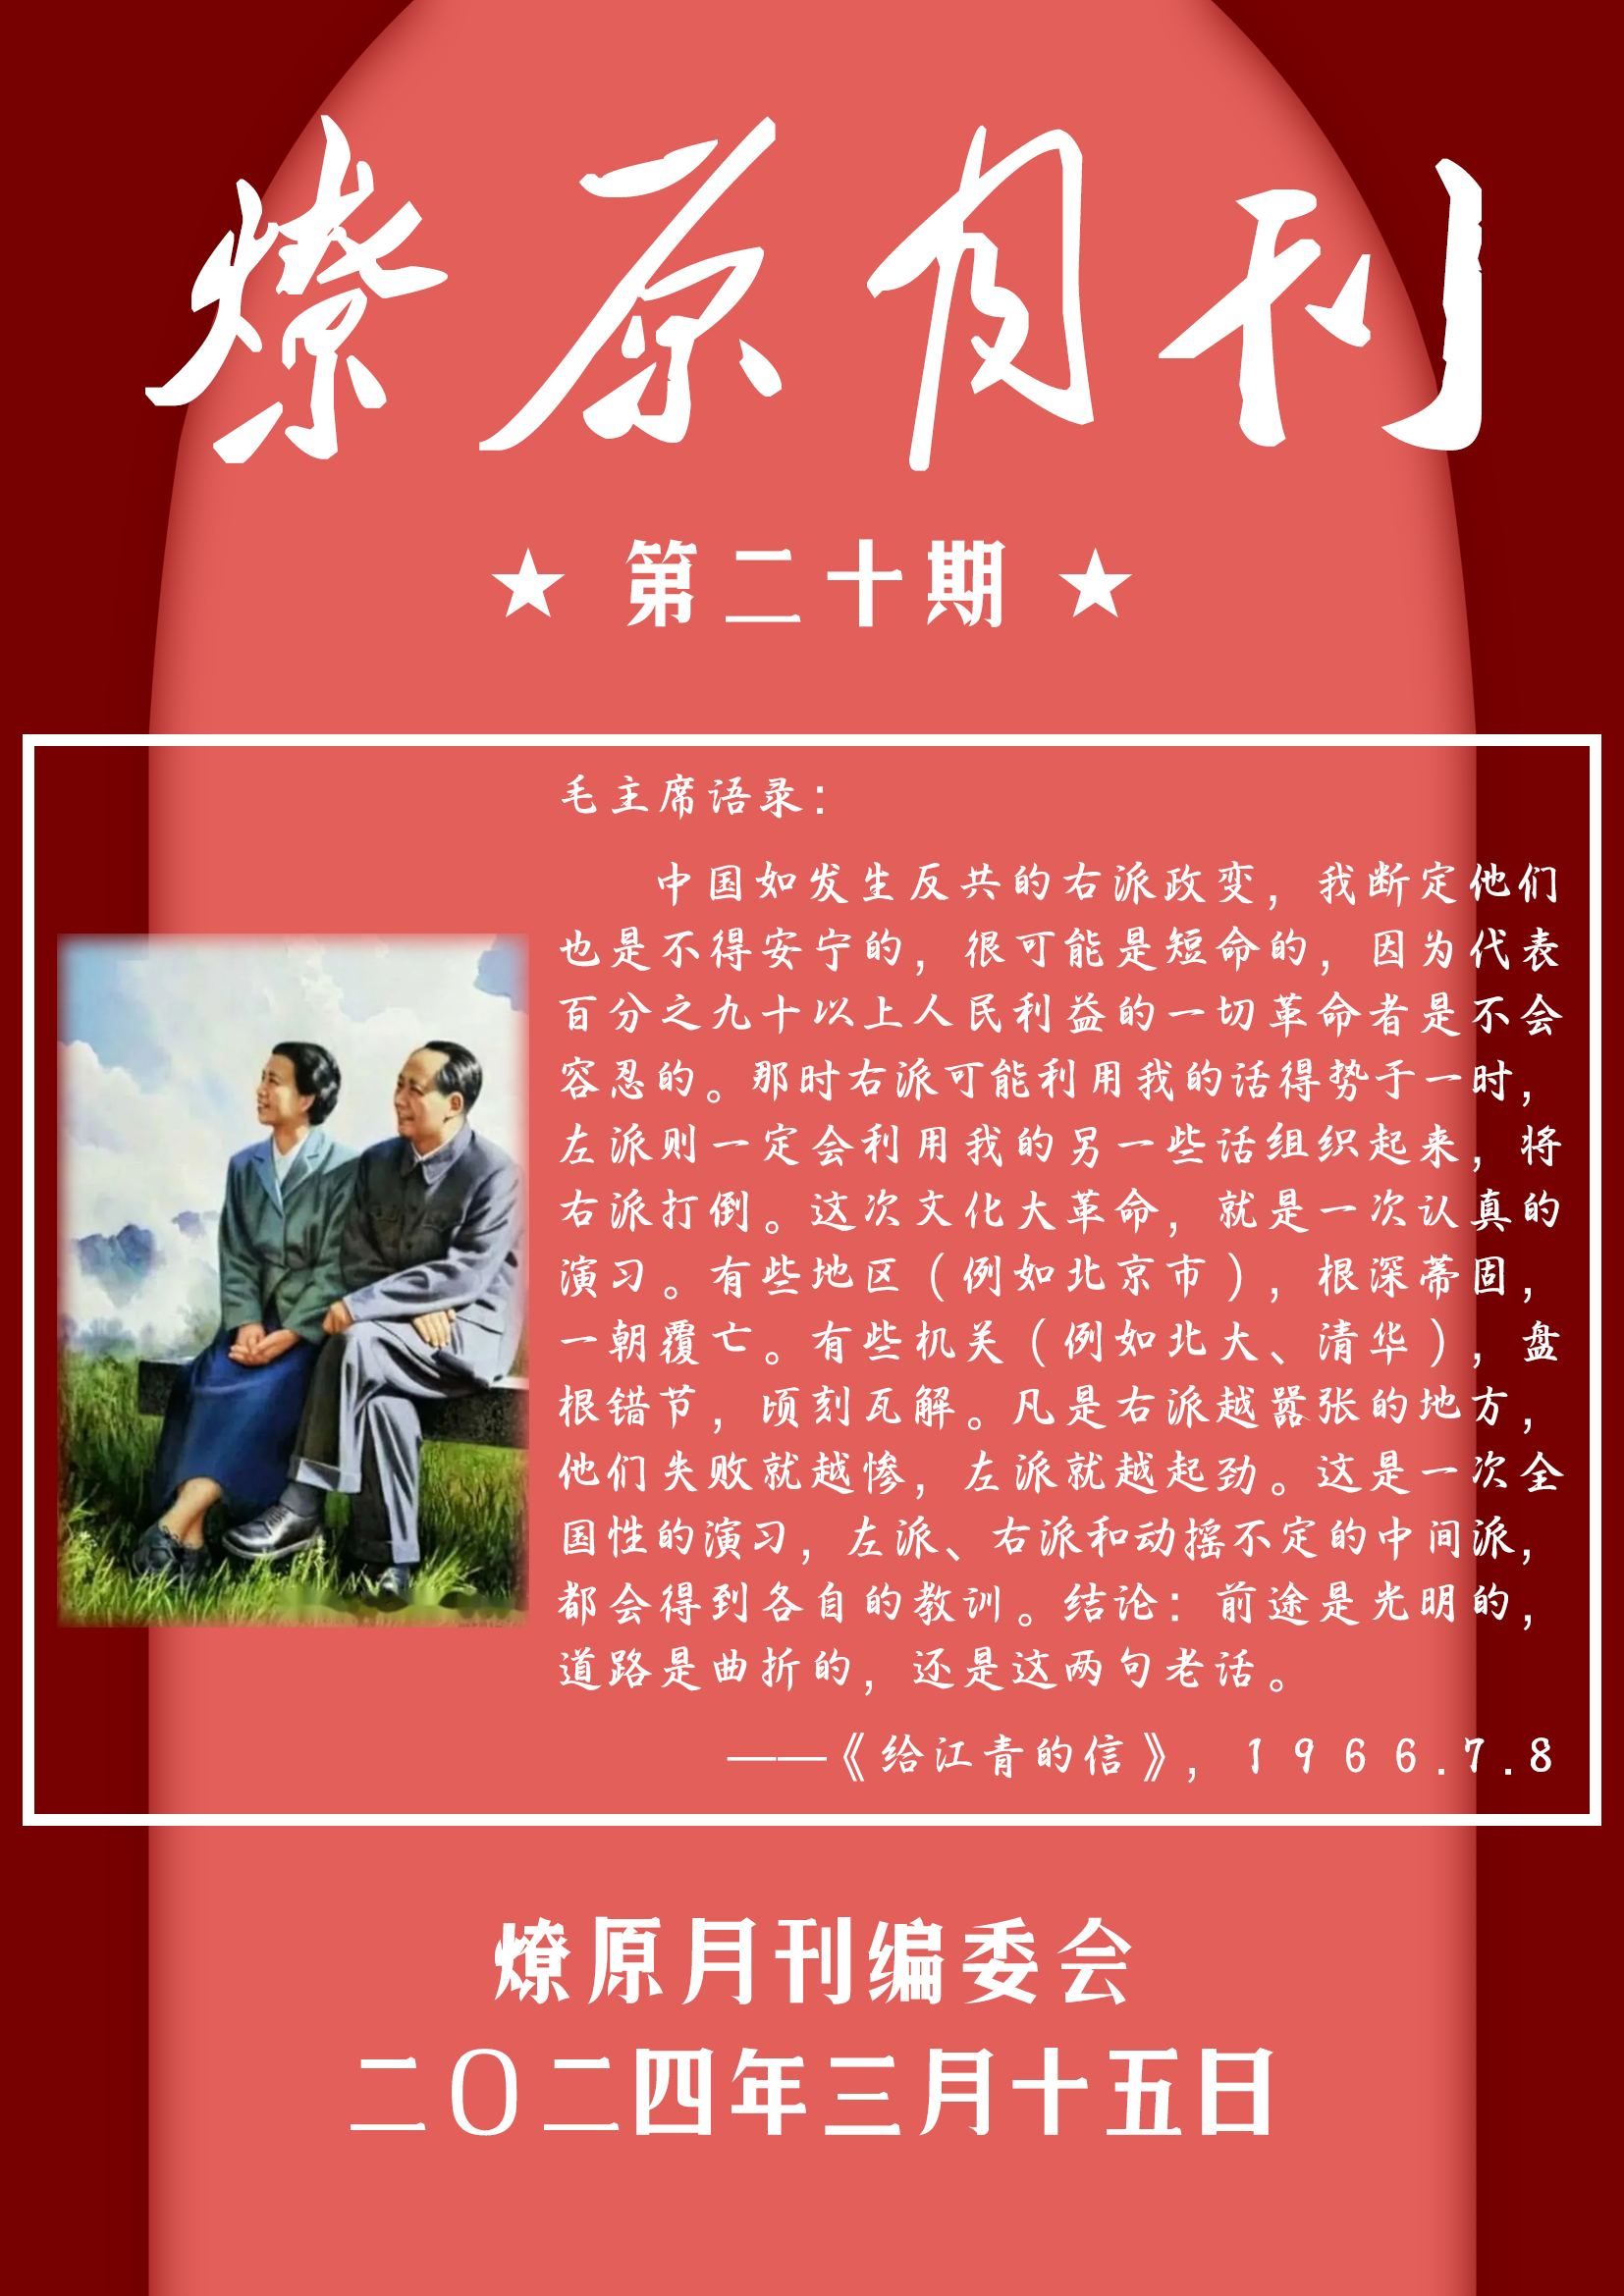 燎原月刊
★ 第二十期 ★
毛主席语录：
中国如发生反共的右派政变，我断定他们
也是不得安宁的，很可能是短命的，因为代表
百分之九十以上人民利益的一切革命者是不会
容忍的。那时右派可能利用我的话得势于一时，
左派则一定会利用我的另一些话组织起来，将
右派打倒。这次文化大革命，就是一次认真的
演习。有些地区（例如北京市），根深蒂固，
一朝覆亡。有些机关（例如北大、清华），盘
根错节，顷刻瓦解。凡是右派越嚣张的地方，
他们失败就越惨，左派就越起劲。这是一次全
国性的演习，左派、右派和动摇不定的中间派，
都会得到各自的教训。结论：前途是光明的，
道路是曲折的，还是这两句老话。
——《给江青的信》，1966.7.8
燎原月刊编委会
二〇二四年三月十五日